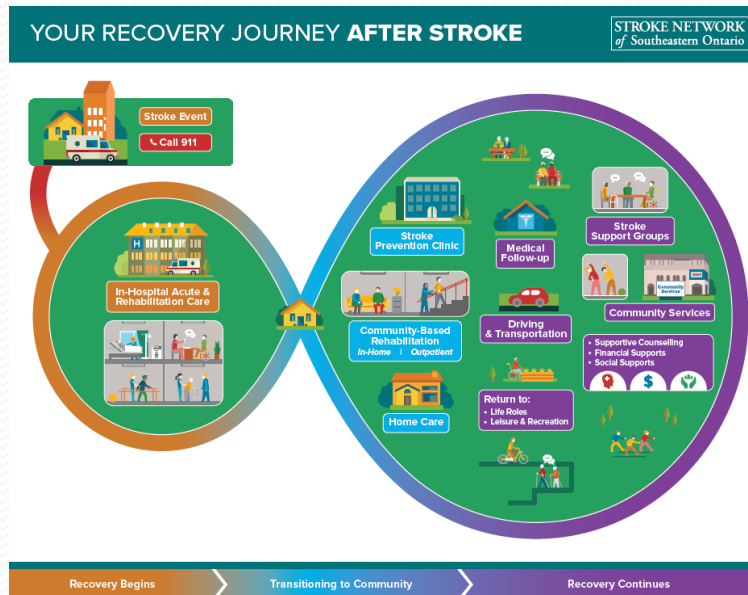 YOUR RECOVERY JOURNEY AFTER STROKE
STROKE NETWORK
of Southeastern Ontario
Stroke Event
Call 911
H
In-Hospital Acute &
Rehabilitation Care
Stroke
Prevention Clinic
Community-Based
Rehabilitation
In-Home | Outpatient
Home Care
Medical
Follow-up
Driving
& Transportation
Return to:
• Life Roles
• Leisure & Recreation
Stroke
Support Groups
Community
Services
Community Services
• Supportive Counselling
• Financial Supports
• Social Supports
$
Recovery Begins
Transitioning to Community
Recovery Continues